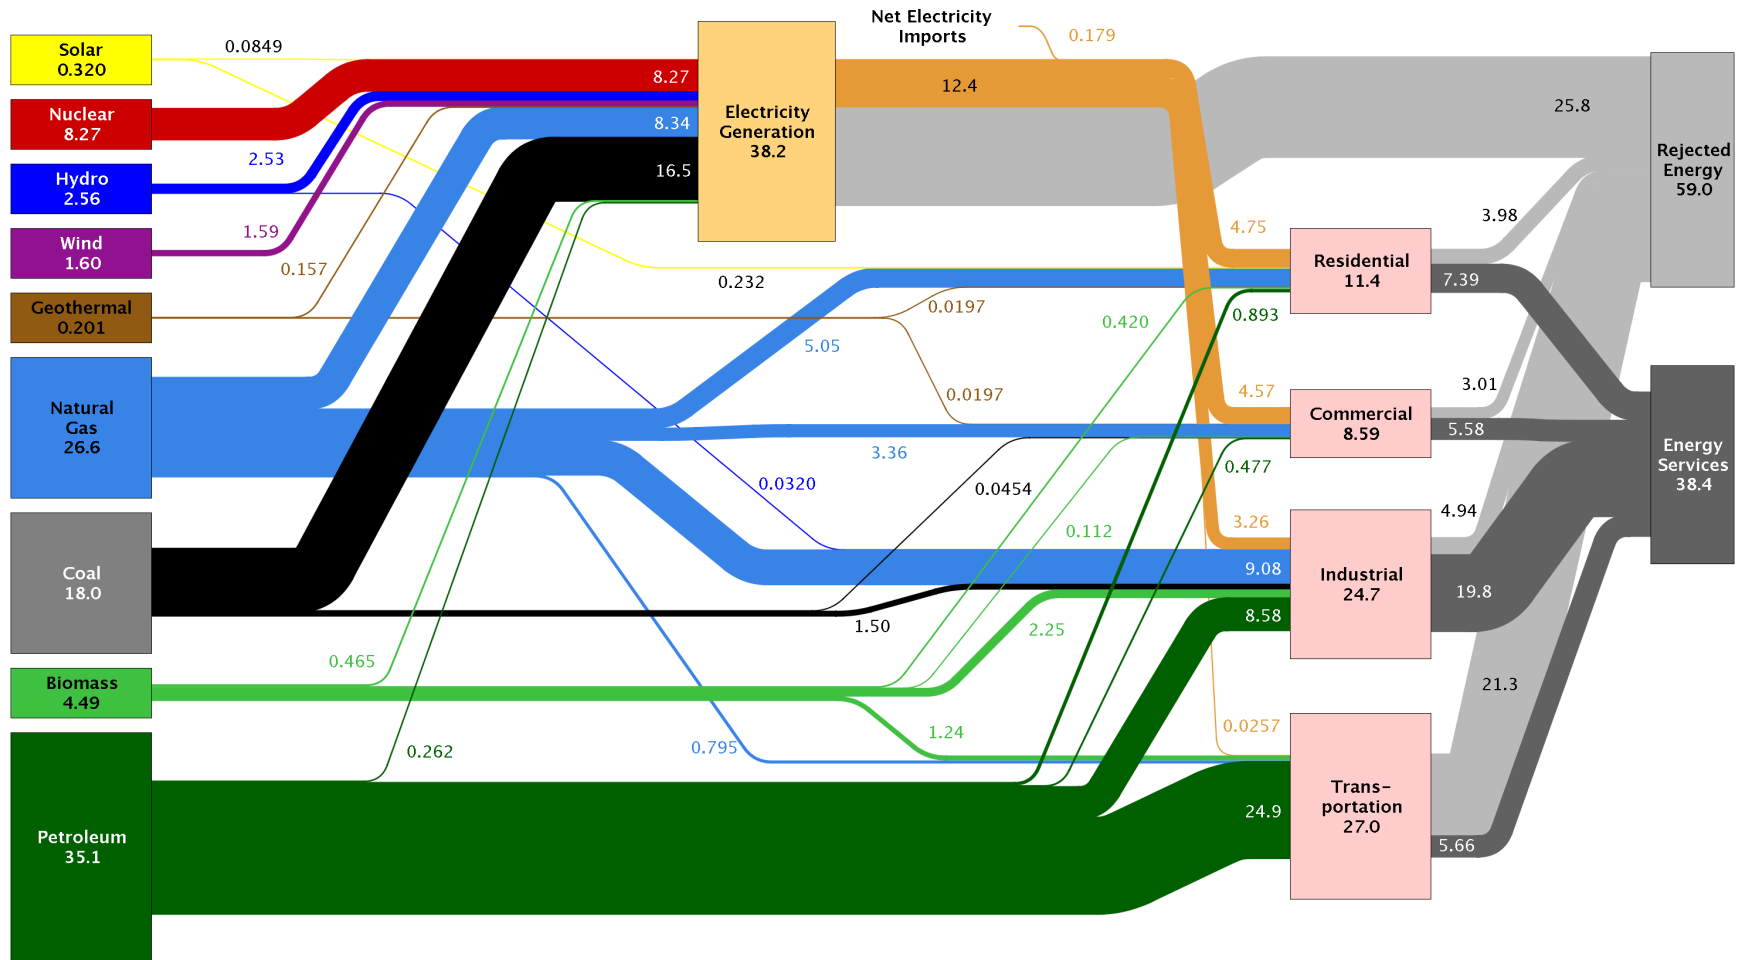 Net Electricity
Imports
0.179
Solar
0.320
0.0849
Nuclear
8.27
8.27
Hydro
2.56
2.53
Wind
1.60
1.59
Geothermal
0.201
0.157
Natural
Gas
26.6
8.34
Coal
18.0
16.5
Biomass
4.49
0.465
Petroleum
35.1
0.262
Electricity
Generation
38.2
12.4
25.8
0.232
0.0197
5.05
0.0197
3.36
0.0320
0.0454
1.50
0.420
0.112
2.25
1.24
0.795
4.75
0.893
4.57
0.477
3.26
9.08
8.58
0.0257
24.9
Residential
11.4
Commercial
8.59
Industrial
24.7
Trans-
portation
27.0
3.98
7.39
3.01
5.58
4.94
19.8
21.3
5.66
Rejected
Energy
59.0
Energy
Services
38.4